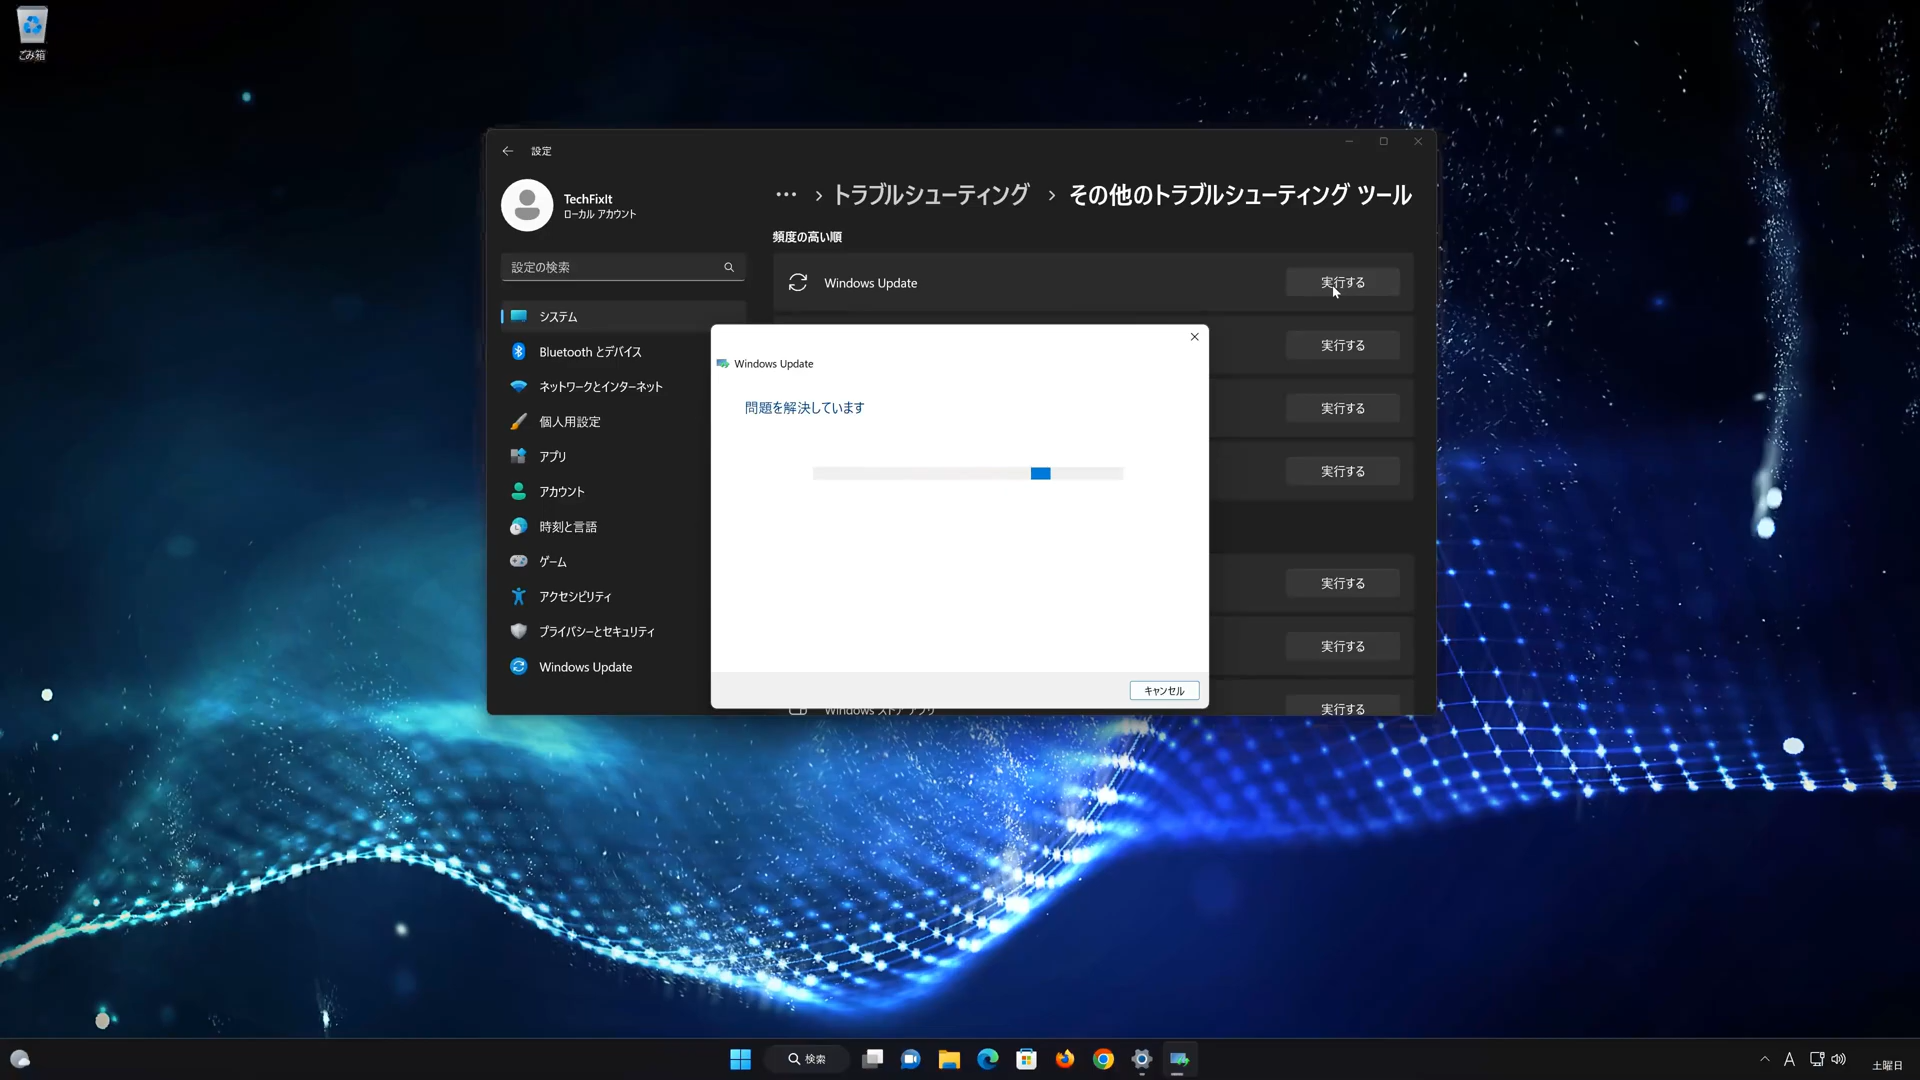 ごみ箱
設定
TechFixIt
ローカル アカウント
設定の検索
システム
Bluetooth とデバイス
ネットワークとインターネット
個人用設定
アプリ
アカウント
時刻と言語
ゲーム
アクセシビリティ
プライバシーとセキュリティ
Windows Update
… › トラブルシューティング › その他のトラブルシューティング ツール
頻度の高い順
Windows Update 実行する
実行する
実行する
実行する
実行する
実行する
Windows ストア アプリ 実行する
Windows Update
問題を解決しています
キャンセル
検索
A
土曜日